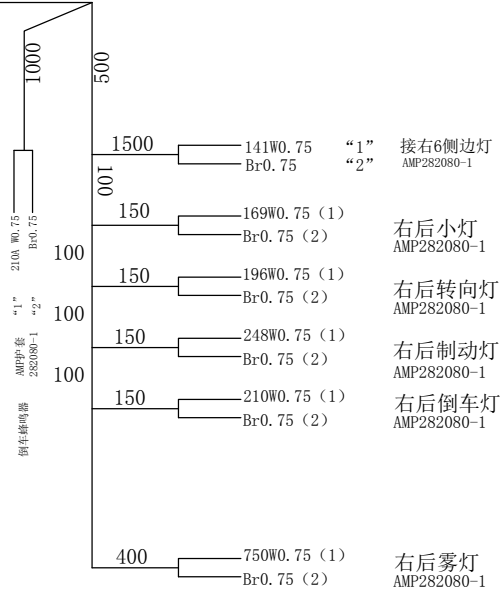 1000
500
1500
141W0.75 “1” 接右6侧边灯
Br0.75 “2” AMP282080-1
100
150
169W0.75（1）
Br0.75（2）
右后小灯
AMP282080-1
100
150
196W0.75（1）
Br0.75（2）
右后转向灯
AMP282080-1
100
150
248W0.75（1）
Br0.75（2）
右后制动灯
AMP282080-1
100
150
210W0.75（1）
Br0.75（2）
右后倒车灯
AMP282080-1
400
750W0.75（1）
Br0.75（2）
右后雾灯
AMP282080-1
210A W0.75 “1”
Br0.75 “2”
AMP护套
282080-1
倒车蜂鸣器